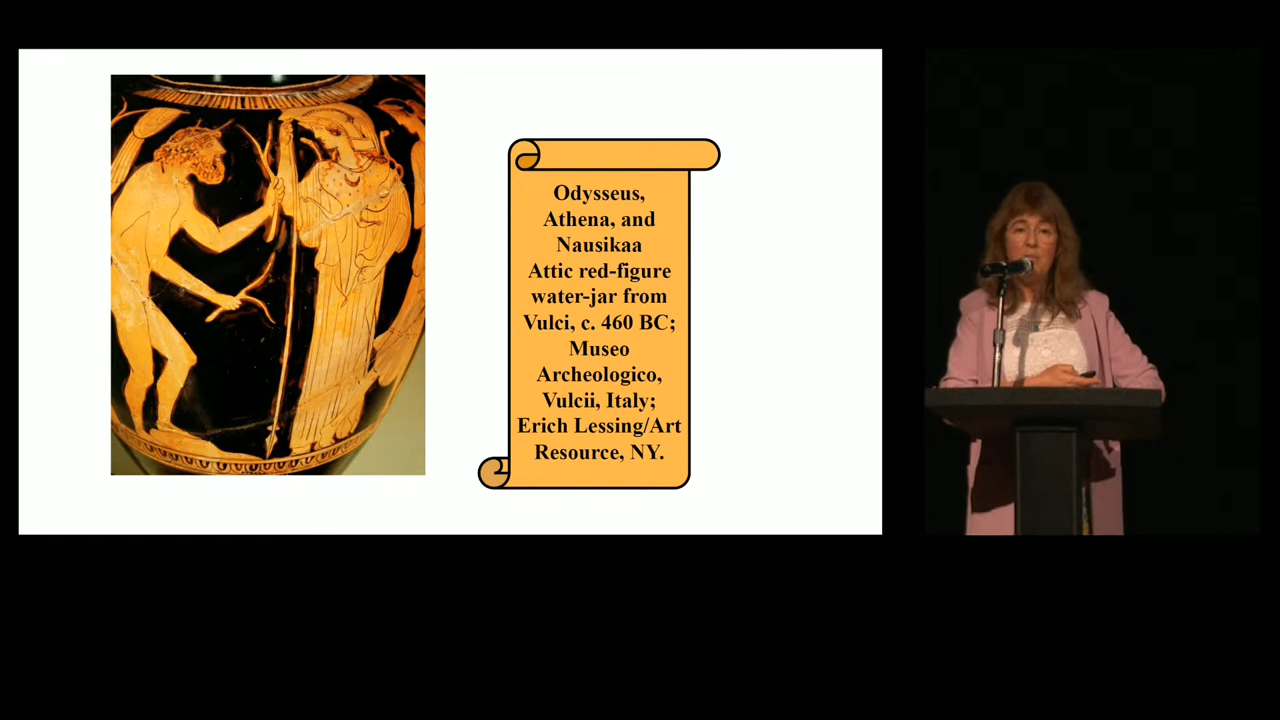 Odysseus,
Athena, and
Nausikaa
Attic red-figure
water-jar from
Vulci, c. 460 BC;
Museo
Archeologico,
Vulcii, Italy;
Erich Lessing/Art
Resource, NY.